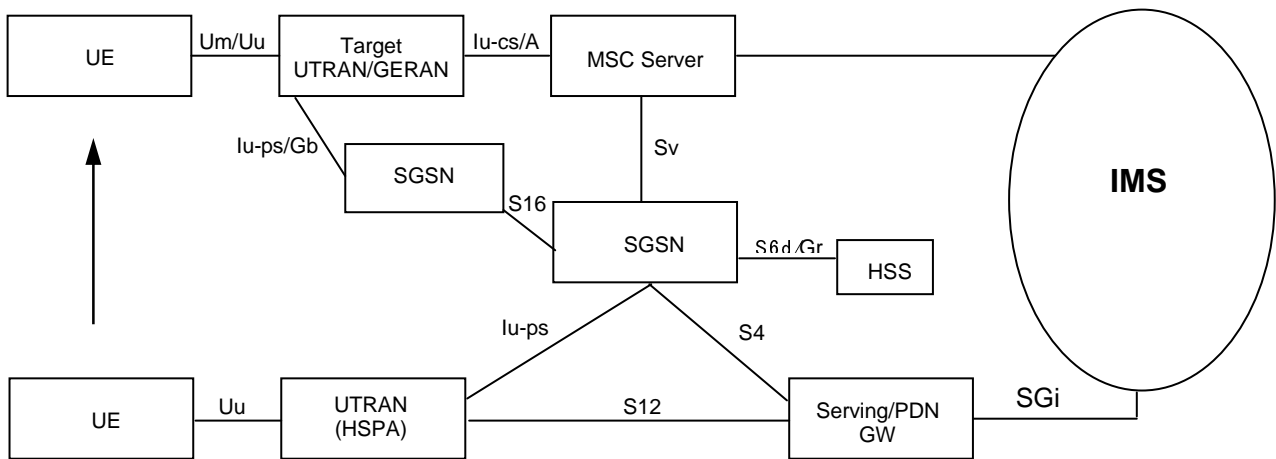 UE
Um/Uu
Target
UTRAN/GERAN
Iu-cs/A
MSC Server
Iu-ps/Gb
SGSN
S16
Sv
SGSN
S6d/Gr
HSS
IMS
Iu-ps
S4
UE
Uu
UTRAN
(HSPA)
S12
Serving/PDN
GW
SGi